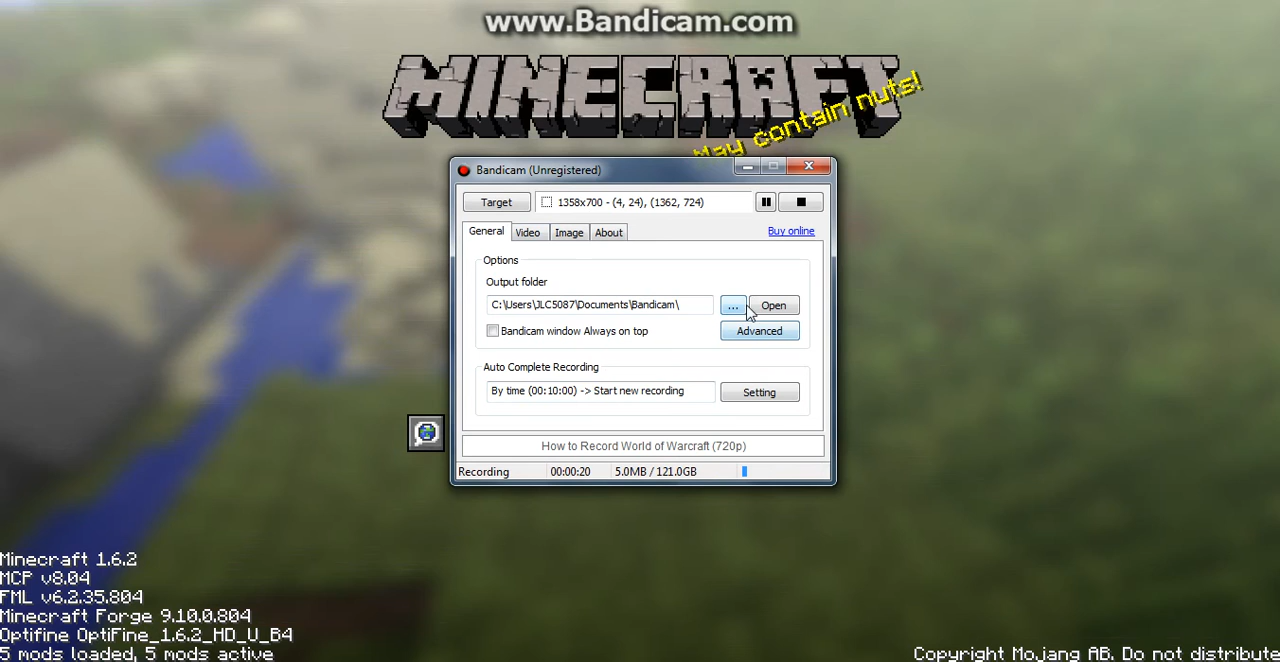 www.Bandicam.com
MINECRAFT
May contain nuts!
Bandicam (Unregistered)
Target
1358x700 - (4, 24), (1362, 724)
General
Video
Image
About
Buy online
Options
Output folder
C:\Users\JLC5087\Documents\Bandicam\
...
Open
Bandicam window Always on top
Advanced
Auto Complete Recording
By time (00:10:00) -> Start new recording
Setting
How to Record World of Warcraft (720p)
Recording
00:00:20
5.0MB / 121.0GB
Minecraft 1.6.2
MCP v8.04
FML v6.2.35.804
Minecraft Forge 9.10.0.804
Optifine OptiFine_1.6.2_HD_U_B4
5 mods loaded, 5 mods active
Copyright Mojang AB. Do not distribute